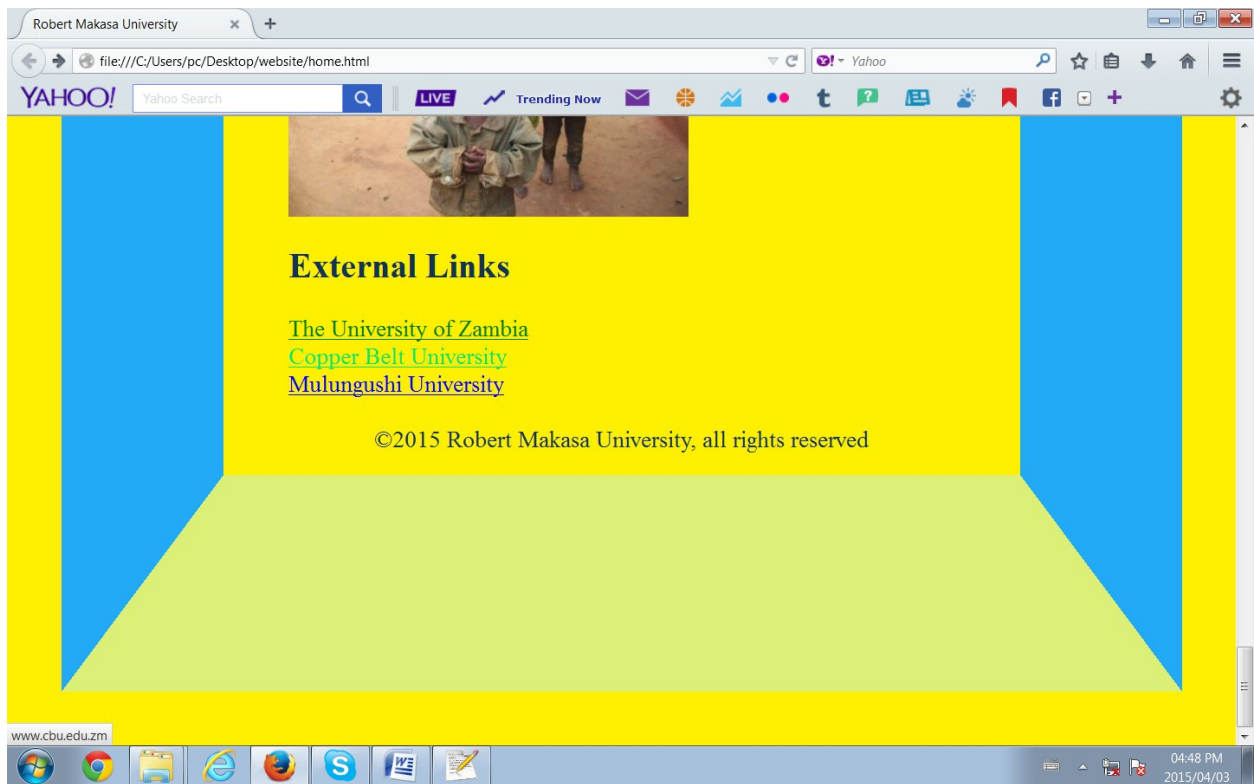 Robert Makasa University
file:///C:/Users/pc/Desktop/website/home.html
Yahoo
YAHOO!
Yahoo Search
LIVE
Trending Now
External Links
The University of Zambia
Copper Belt University
Mulungushi University
©2015 Robert Makasa University, all rights reserved
www.cbu.edu.zm
04:48 PM
2015/04/03